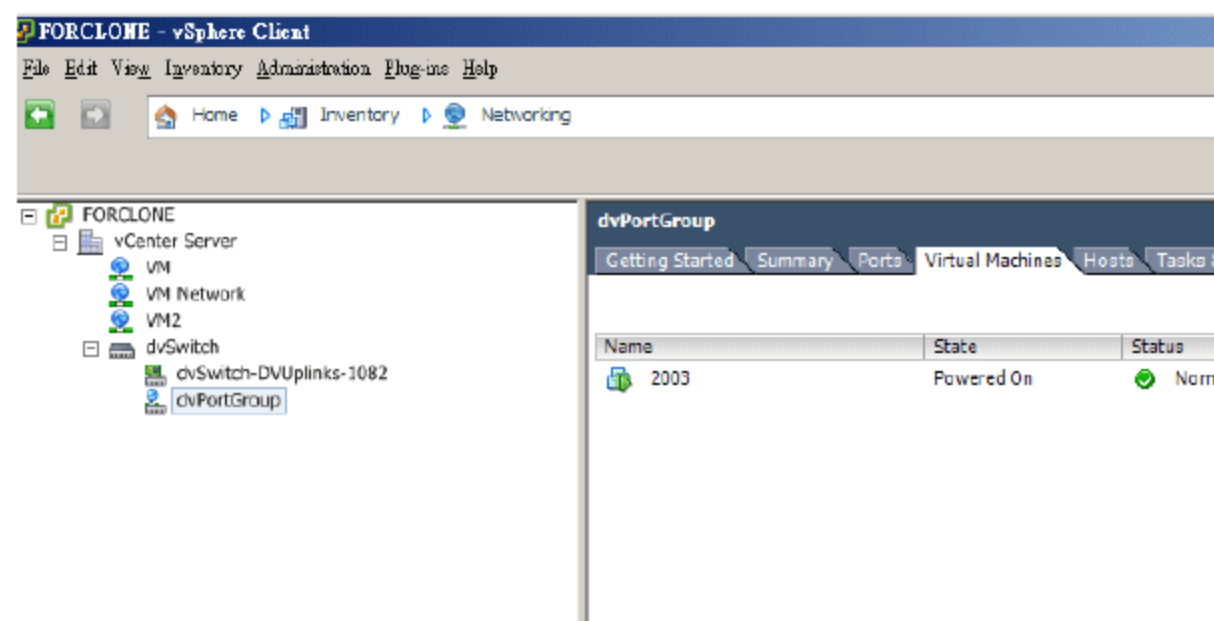 FORCLONE - vSphere Client
File Edit View Inventory Administration Plug-ins Help
Home Inventory Networking
FORCLONE
vCenter Server
VM
VM Network
VM2
dvSwitch
dvSwitch-DVUplinks-1082
dvPortGroup
dvPortGroup
Getting Started Summary Ports Virtual Machines Hosts Tasks
Name State Status
2003 Powered On Norm